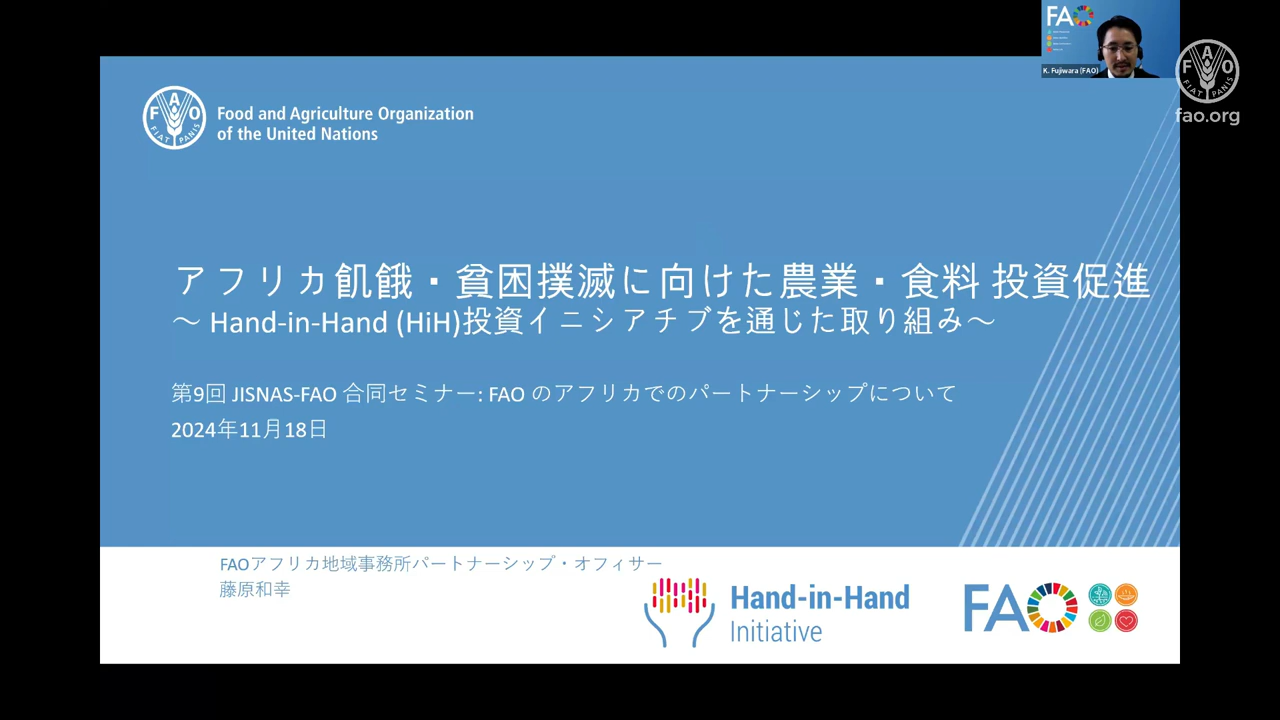 FAO
K. Fujiwara (FAO)
F A O
FIAT PANIS
fao.org
F A O
FIAT PANIS
Food and Agriculture Organization
of the United Nations
アフリカ飢餓・貧困撲滅に向けた農業・食料 投資促進
～ Hand-in-Hand (HiH)投資イニシアチブを通じた取り組み～
第9回 JISNAS-FAO 合同セミナー: FAO のアフリカでのパートナーシップについて
2024年11月18日
FAOアフリカ地域事務所パートナーシップ・オフィサー
藤原和幸
Hand-in-Hand
Initiative
FAO